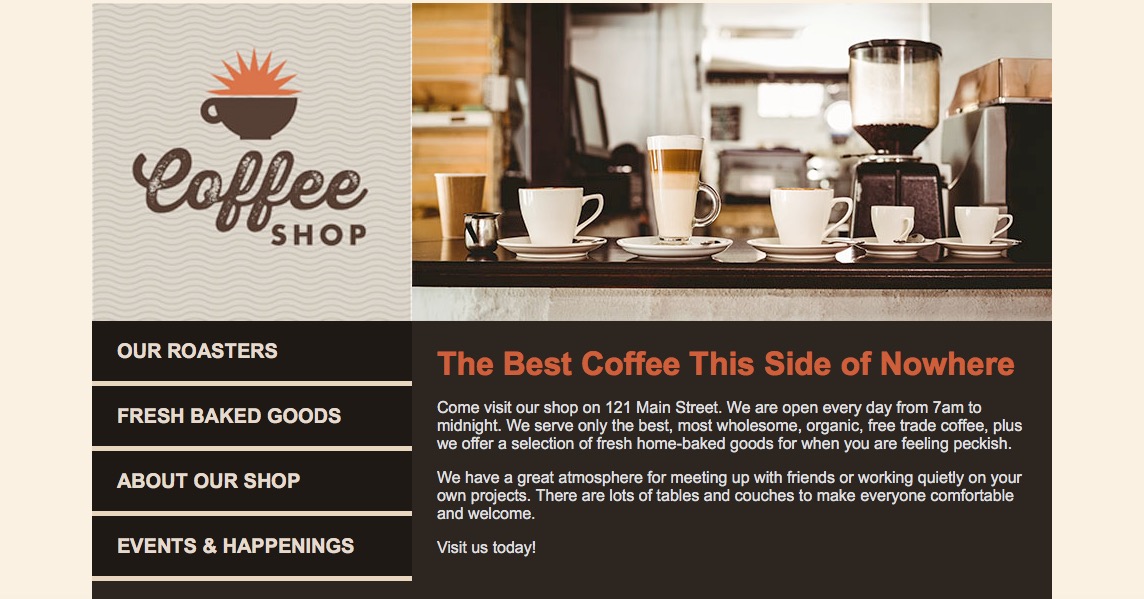 Coffee
SHOP
OUR ROASTERS
FRESH BAKED GOODS
ABOUT OUR SHOP
EVENTS & HAPPENINGS
The Best Coffee This Side of Nowhere
Come visit our shop on 121 Main Street. We are open every day from 7am to
midnight. We serve only the best, most wholesome, organic, free trade coffee, plus
we offer a selection of fresh home-baked goods for when you are feeling peckish.
We have a great atmosphere for meeting up with friends or working quietly on your
own projects. There are lots of tables and couches to make everyone comfortable
and welcome.
Visit us today!